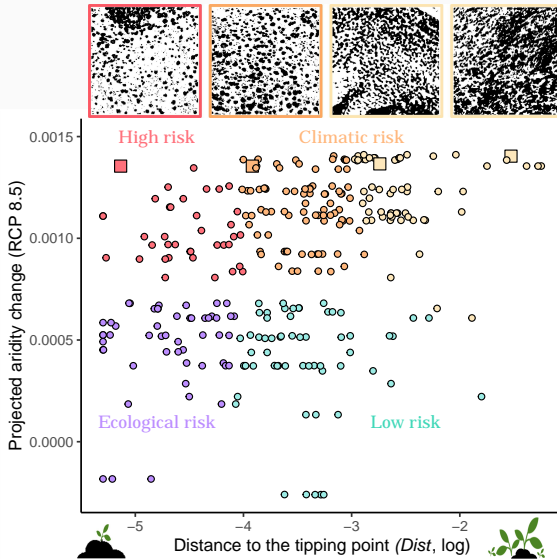 High risk
Climatic risk
0.0015
0.0010
0.0005
0.0000
Projected aridity change (RCP 8.5)
Ecological risk
Low risk
−5
−4
−3
−2
Distance to the tipping point (Dist, log)